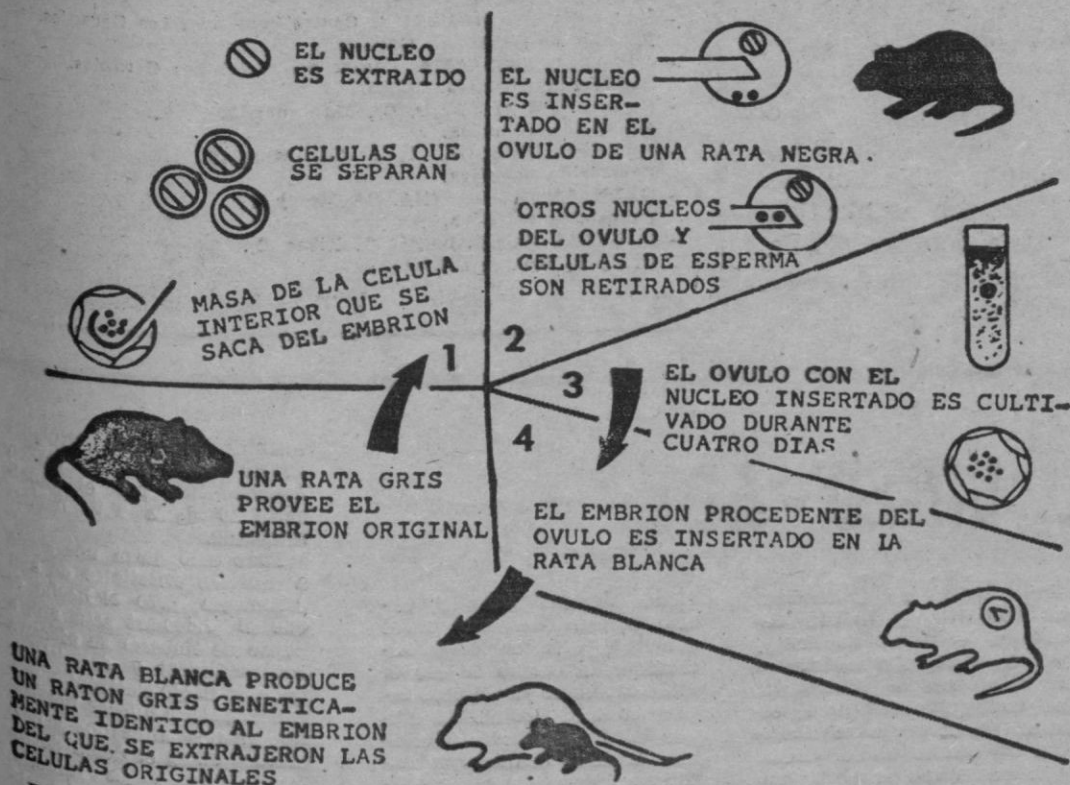 EL NUCLEO
ES EXTRAIDO
CELULAS QUE
SE SEPARAN
MASA DE LA CELULA
INTERIOR QUE SE
SACA DEL EMBRION
1
UNA RATA GRIS
PROVEE EL
EMBRION ORIGINAL
EL NUCLEO
ES INSER-
TADO EN EL
OVULO DE UNA RATA NEGRA.
OTROS NUCLEOS
DEL OVULO Y
CELULAS DE ESPERMA
SON RETIRADOS
2
3
EL OVULO CON EL
NUCLEO INSERTADO ES CULTI-
VADO DURANTE
CUATRO DIAS
4
EL EMBRION PROCEDENTE DEL
OVULO ES INSERTADO EN LA
RATA BLANCA
UNA RATA BLANCA PRODUCE
UN RATON GRIS GENETICA-
MENTE IDENTICO AL EMBRION
DEL QUE SE EXTRAJERON LAS
CELULAS ORIGINALES